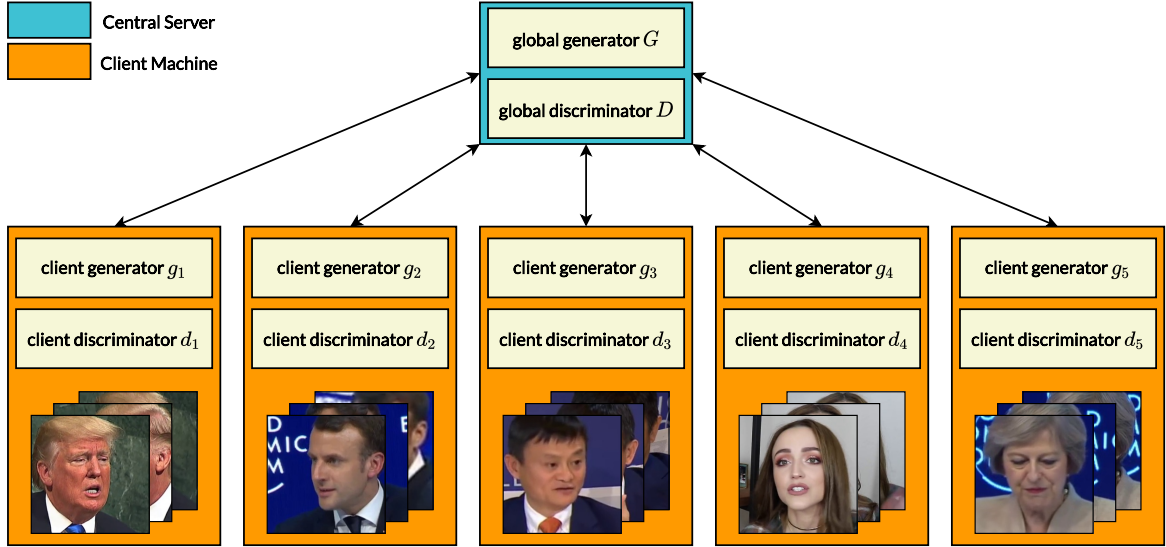 Central Server
Client Machine
global generator G
global discriminator D
client generator g₁
client discriminator d₁
client generator g₂
client discriminator d₂
client generator g₃
client discriminator d₃
client generator g₄
client discriminator d₄
client generator g₅
client discriminator d₅
D
MIC
M